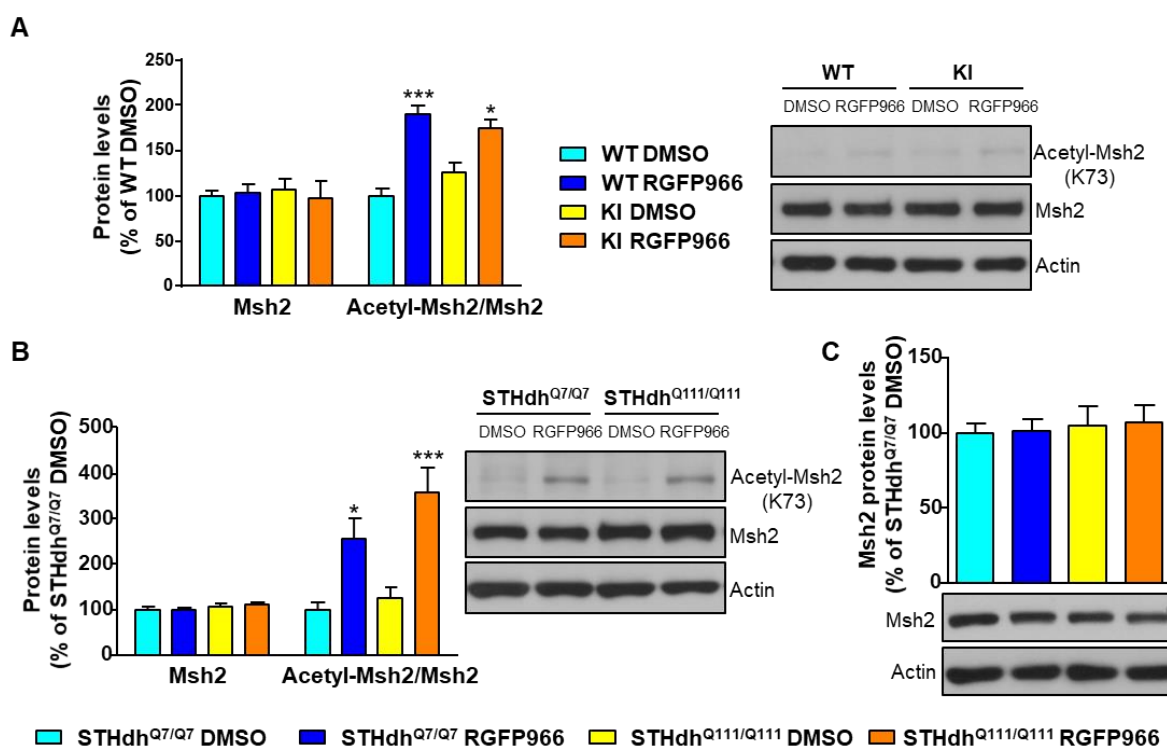 A
Protein levels
(% of WT DMSO)
250
200
150
100
50
0
***
*
Msh2
Acetyl-Msh2/Msh2
WT DMSO
WT RGFP966
KI DMSO
KI RGFP966
WT KI
DMSO RGFP966 DMSO RGFP966
Acetyl-Msh2
(K73)
Msh2
Actin
B
Protein levels
(% of STHdhQ7/Q7 DMSO)
500
400
300
200
100
0
*
***
Msh2
Acetyl-Msh2/Msh2
STHdhQ7/Q7 STHdhQ111/Q111
DMSO RGFP966 DMSO RGFP966
Acetyl-Msh2
(K73)
Msh2
Actin
C
Msh2 protein levels
(% of STHdhQ7/Q7 DMSO)
150
100
50
0
Msh2
Actin
STHdhQ7/Q7 DMSO STHdhQ7/Q7 RGFP966 STHdhQ111/Q111 DMSO STHdhQ111/Q111 RGFP966